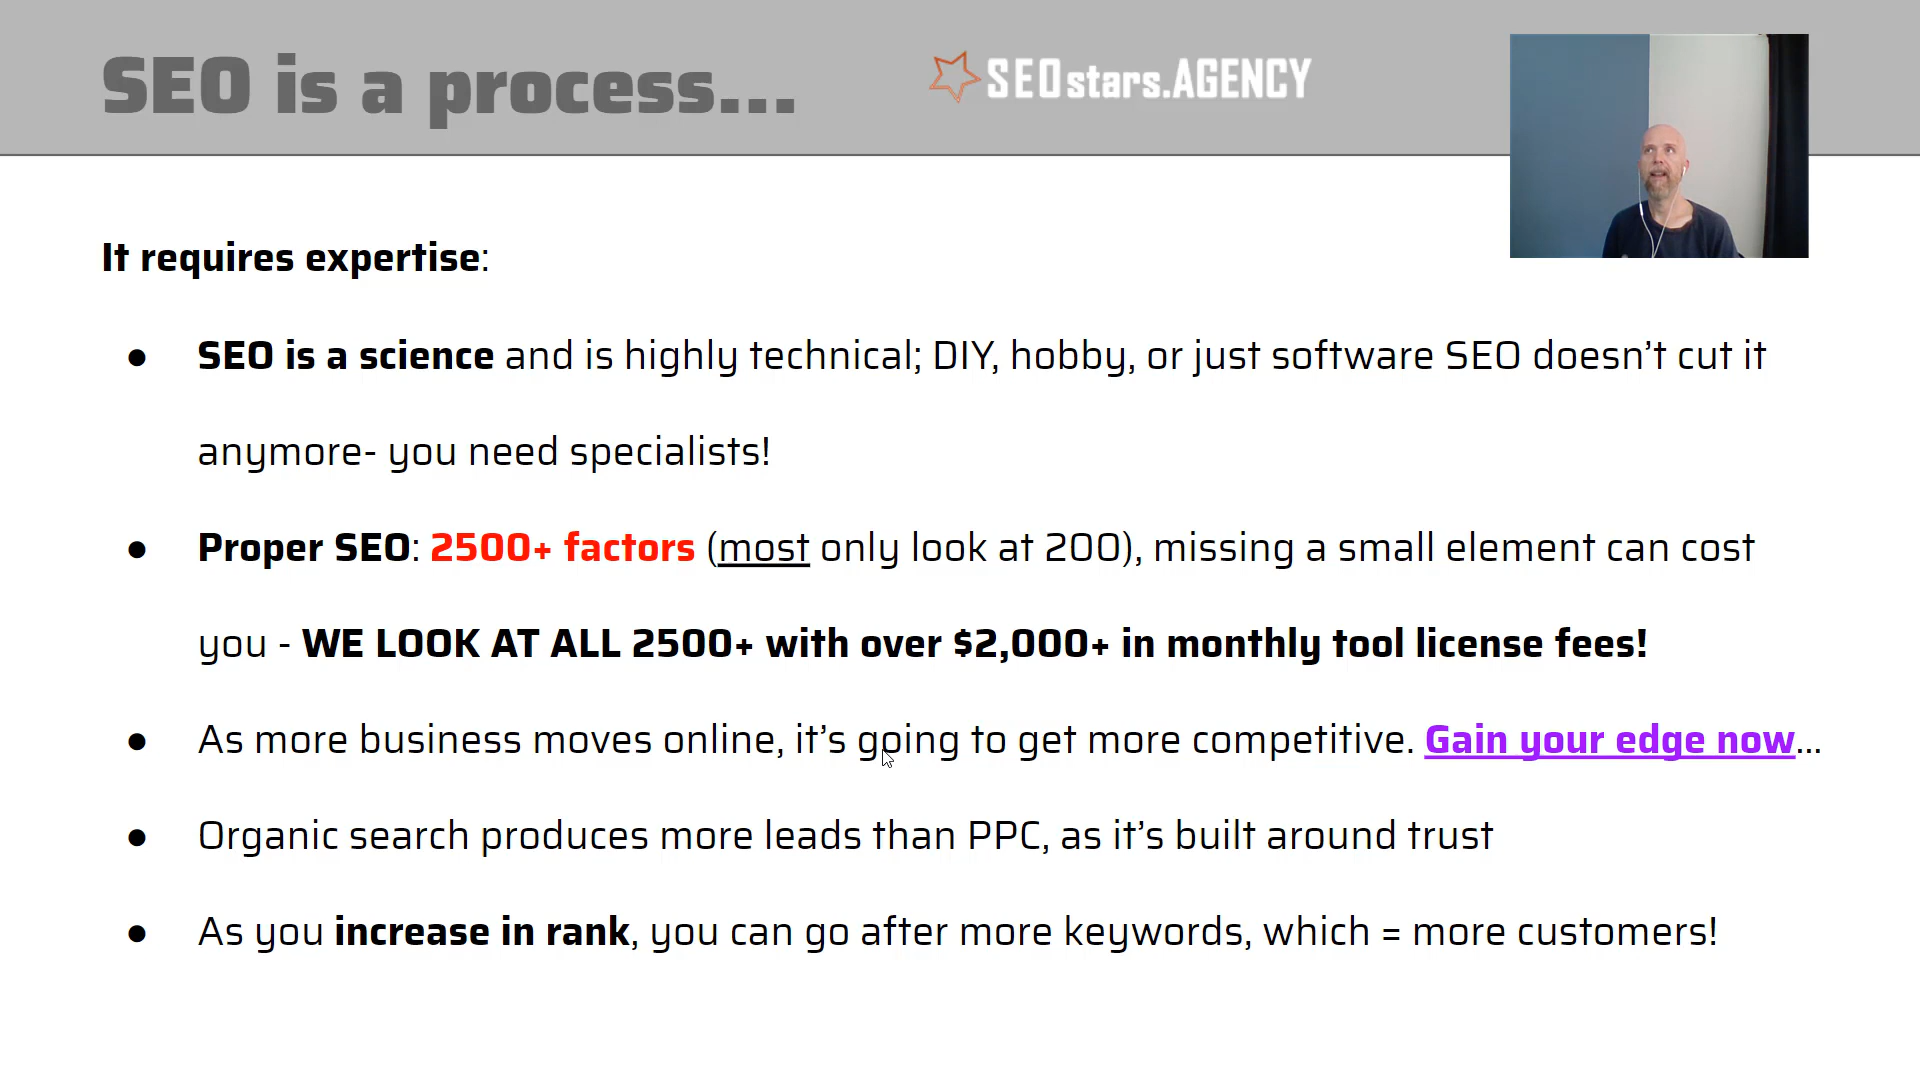 SEO is a process...
SEOstars.AGENCY
It requires expertise:
● SEO is a science and is highly technical; DIY, hobby, or just software SEO doesn’t cut it
anymore- you need specialists!
● Proper SEO: 2500+ factors (most only look at 200), missing a small element can cost
you - WE LOOK AT ALL 2500+ with over $2,000+ in monthly tool license fees!
● As more business moves online, it’s going to get more competitive. Gain your edge now...
● Organic search produces more leads than PPC, as it’s built around trust
● As you increase in rank, you can go after more keywords, which = more customers!